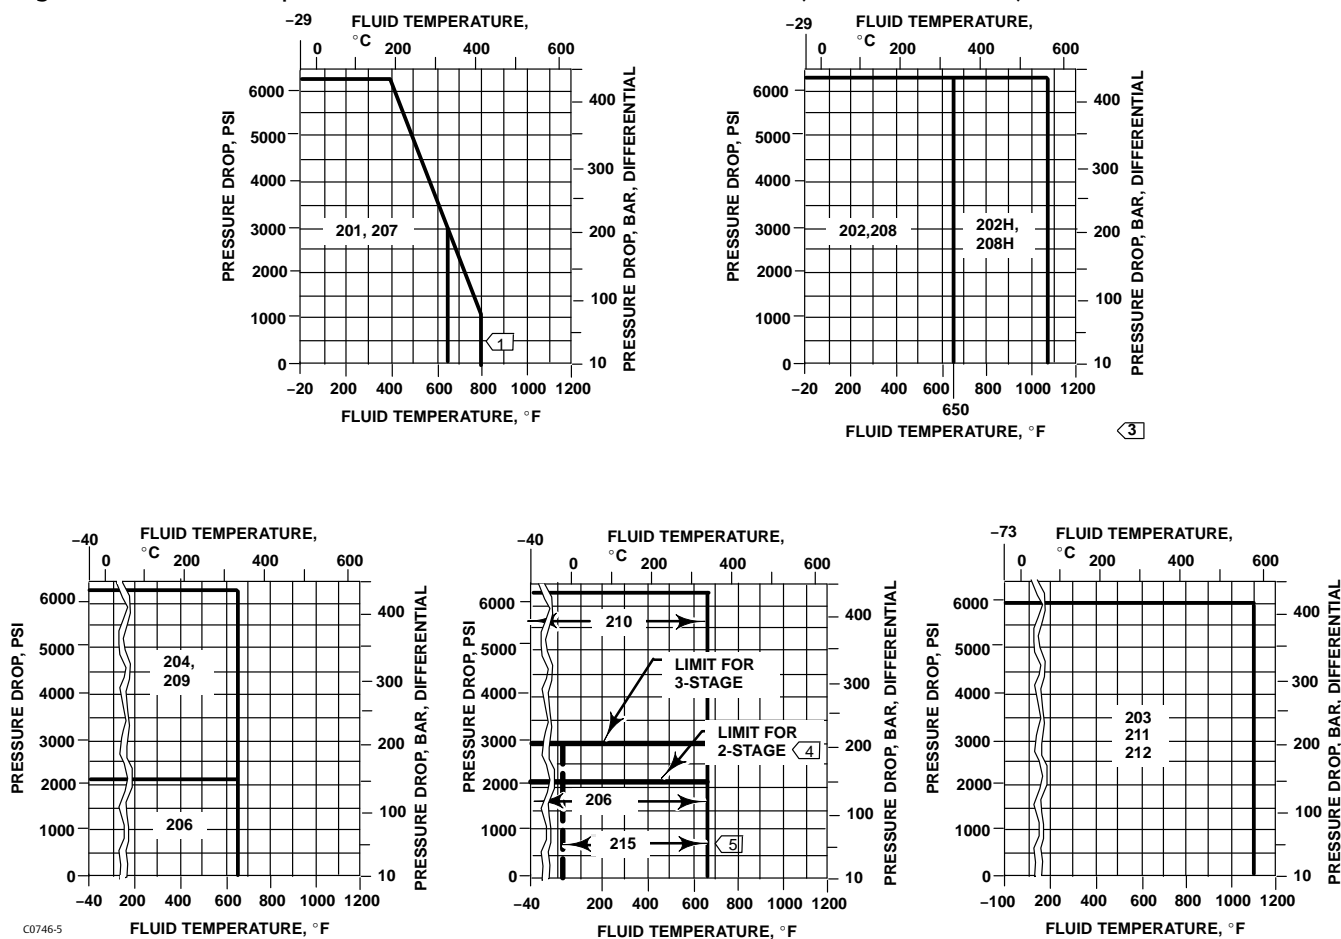 −29
FLUID TEMPERATURE,
°C
0 200 400 600
6000
5000
4000
3000
2000
1000
0
PRESSURE DROP, PSI
201, 207
1
400
300
200
100
10
PRESSURE DROP, BAR, DIFFERENTIAL
−20 200 400 600 800 1000 1200
FLUID TEMPERATURE, °F
−29
FLUID TEMPERATURE,
°C
0 200 400 600
6000
5000
4000
3000
2000
1000
0
PRESSURE DROP, PSI
202,208
202H,
208H
400
300
200
100
10
PRESSURE DROP, BAR, DIFFERENTIAL
−20 200 400 600 800 1000 1200
650
FLUID TEMPERATURE, °F
3
−40
FLUID TEMPERATURE,
°C
0 200 400 600
6000
5000
4000
3000
2000
1000
0
PRESSURE DROP, PSI
204,
209
206
400
300
200
100
10
PRESSURE DROP, BAR, DIFFERENTIAL
−40 200 400 600 800 1000 1200
FLUID TEMPERATURE, °F
−40
FLUID TEMPERATURE,
°C
0 200 400 600
6000
5000
4000
3000
2000
1000
0
PRESSURE DROP, PSI
210
LIMIT FOR
3-STAGE
LIMIT FOR
2-STAGE 4
206
215
5
400
300
200
100
10
PRESSURE DROP, BAR, DIFFERENTIAL
−40 200 400 600 800 1000 1200
FLUID TEMPERATURE, °F
−73
FLUID TEMPERATURE,
°C
0 200 400 600
6000
5000
4000
3000
2000
1000
0
PRESSURE DROP, PSI
203
211
212
400
300
200
100
10
PRESSURE DROP, BAR, DIFFERENTIAL
−100 200 400 600 800 1000 1200
FLUID TEMPERATURE, °F
C0746-5